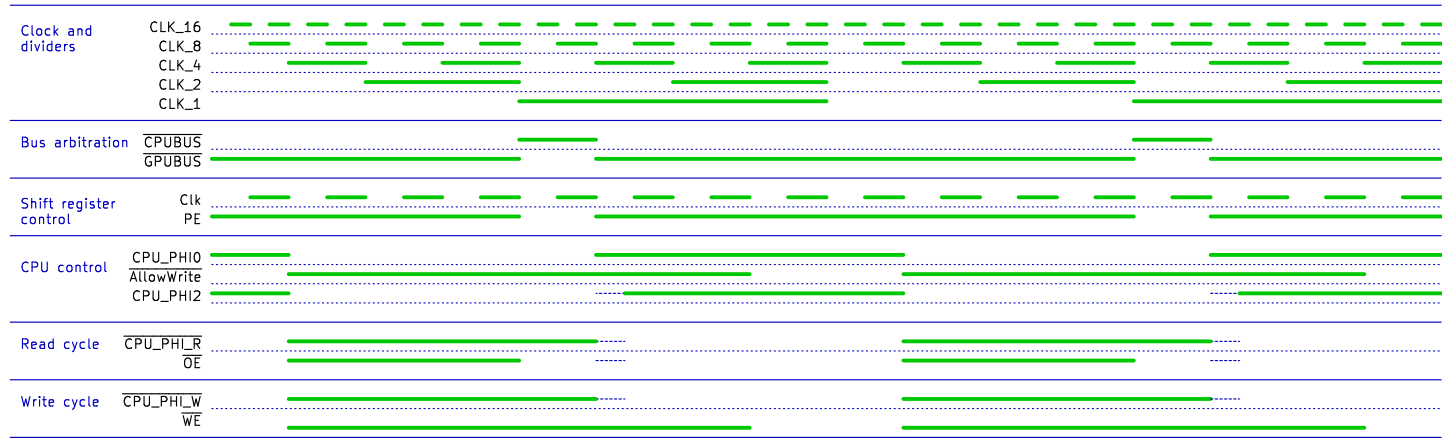 Clock and
dividers
CLK_16
CLK_8
CLK_4
CLK_2
CLK_1
Bus arbitration
CPUBUS
GPUBUS
Shift register
control
Clk
PE
CPU control
CPU_PHI0
AllowWrite
CPU_PHI2
Read cycle
CPU_PHI_R
OE
Write cycle
CPU_PHI_W
WE